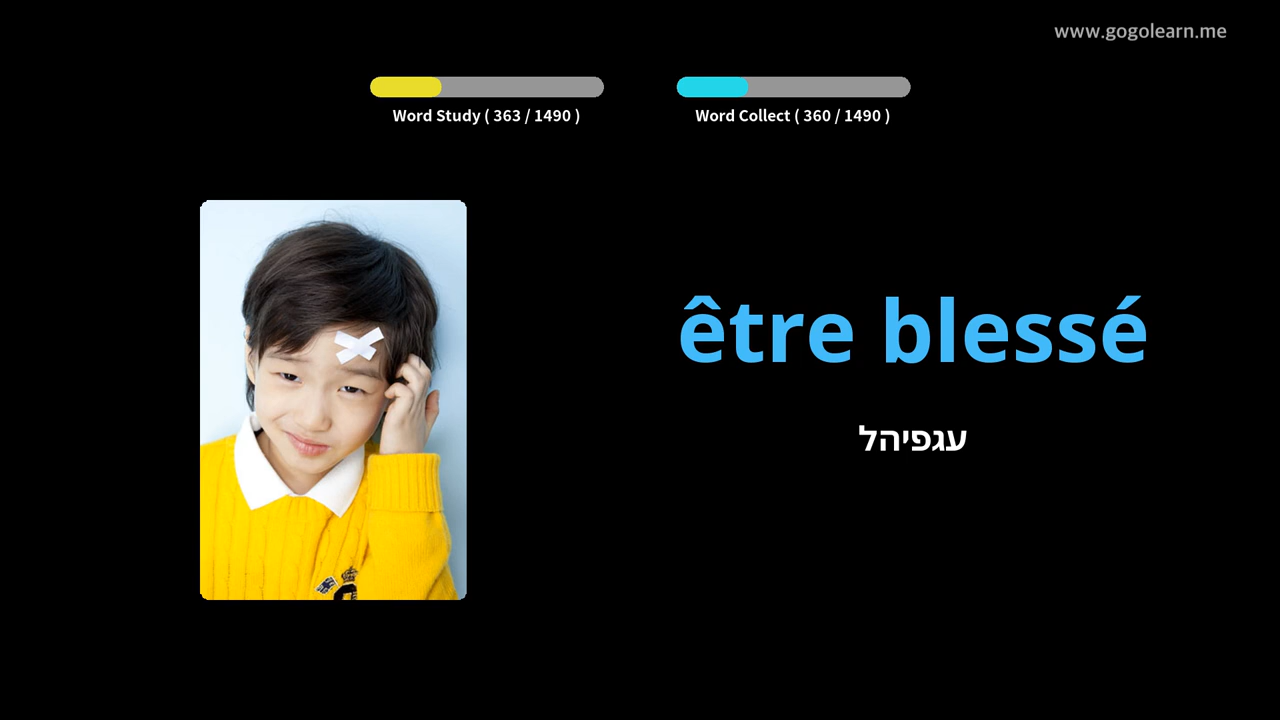 www.gogolearn.me
Word Study ( 363 / 1490 )
Word Collect ( 360 / 1490 )
être blessé
עגפיהל